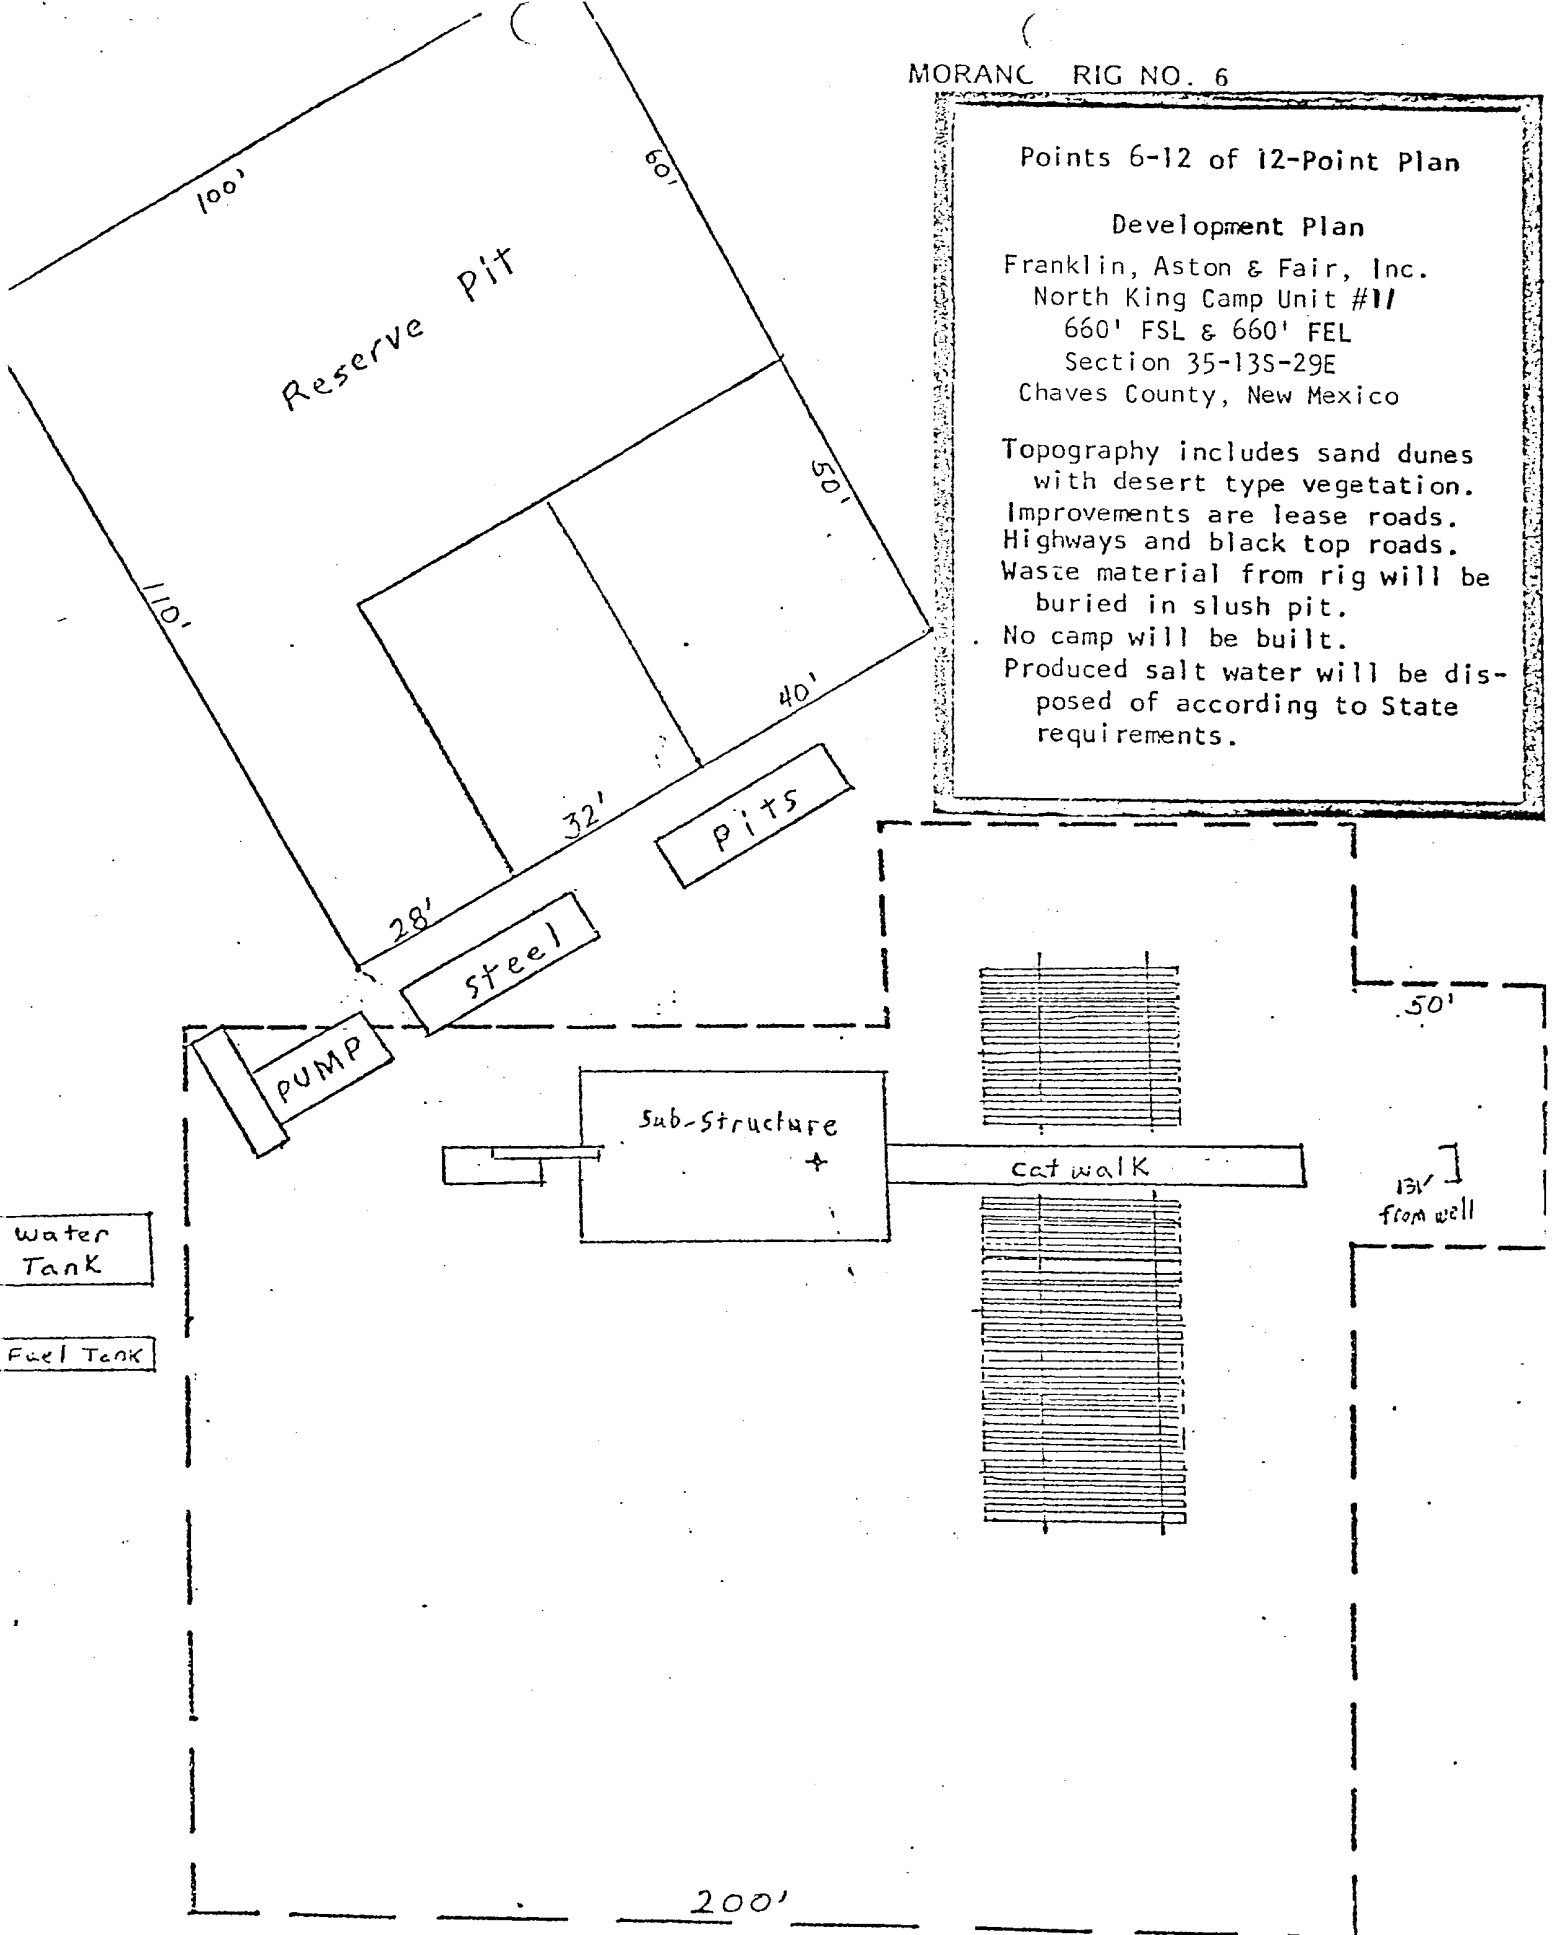 MORANC RIG NO. 6
Points 6-12 of 12-Point Plan
Development Plan
Franklin, Aston & Fair, Inc.
North King Camp Unit #11
660' FSL & 660' FEL
Section 35-13S-29E
Chaves County, New Mexico
Topography includes sand dunes
with desert type vegetation.
Improvements are lease roads.
Highways and black top roads.
Waste material from rig will be
buried in slush pit.
No camp will be built.
Produced salt water will be dis-
posed of according to State
requirements.
100'
60'
Reserve Pit
50'
110'
40'
32'
28'
Pits
Steel
PUMP
50'
Sub-Structure
Cat walk
131'
from well
Water
Tank
Fuel Tank
200'